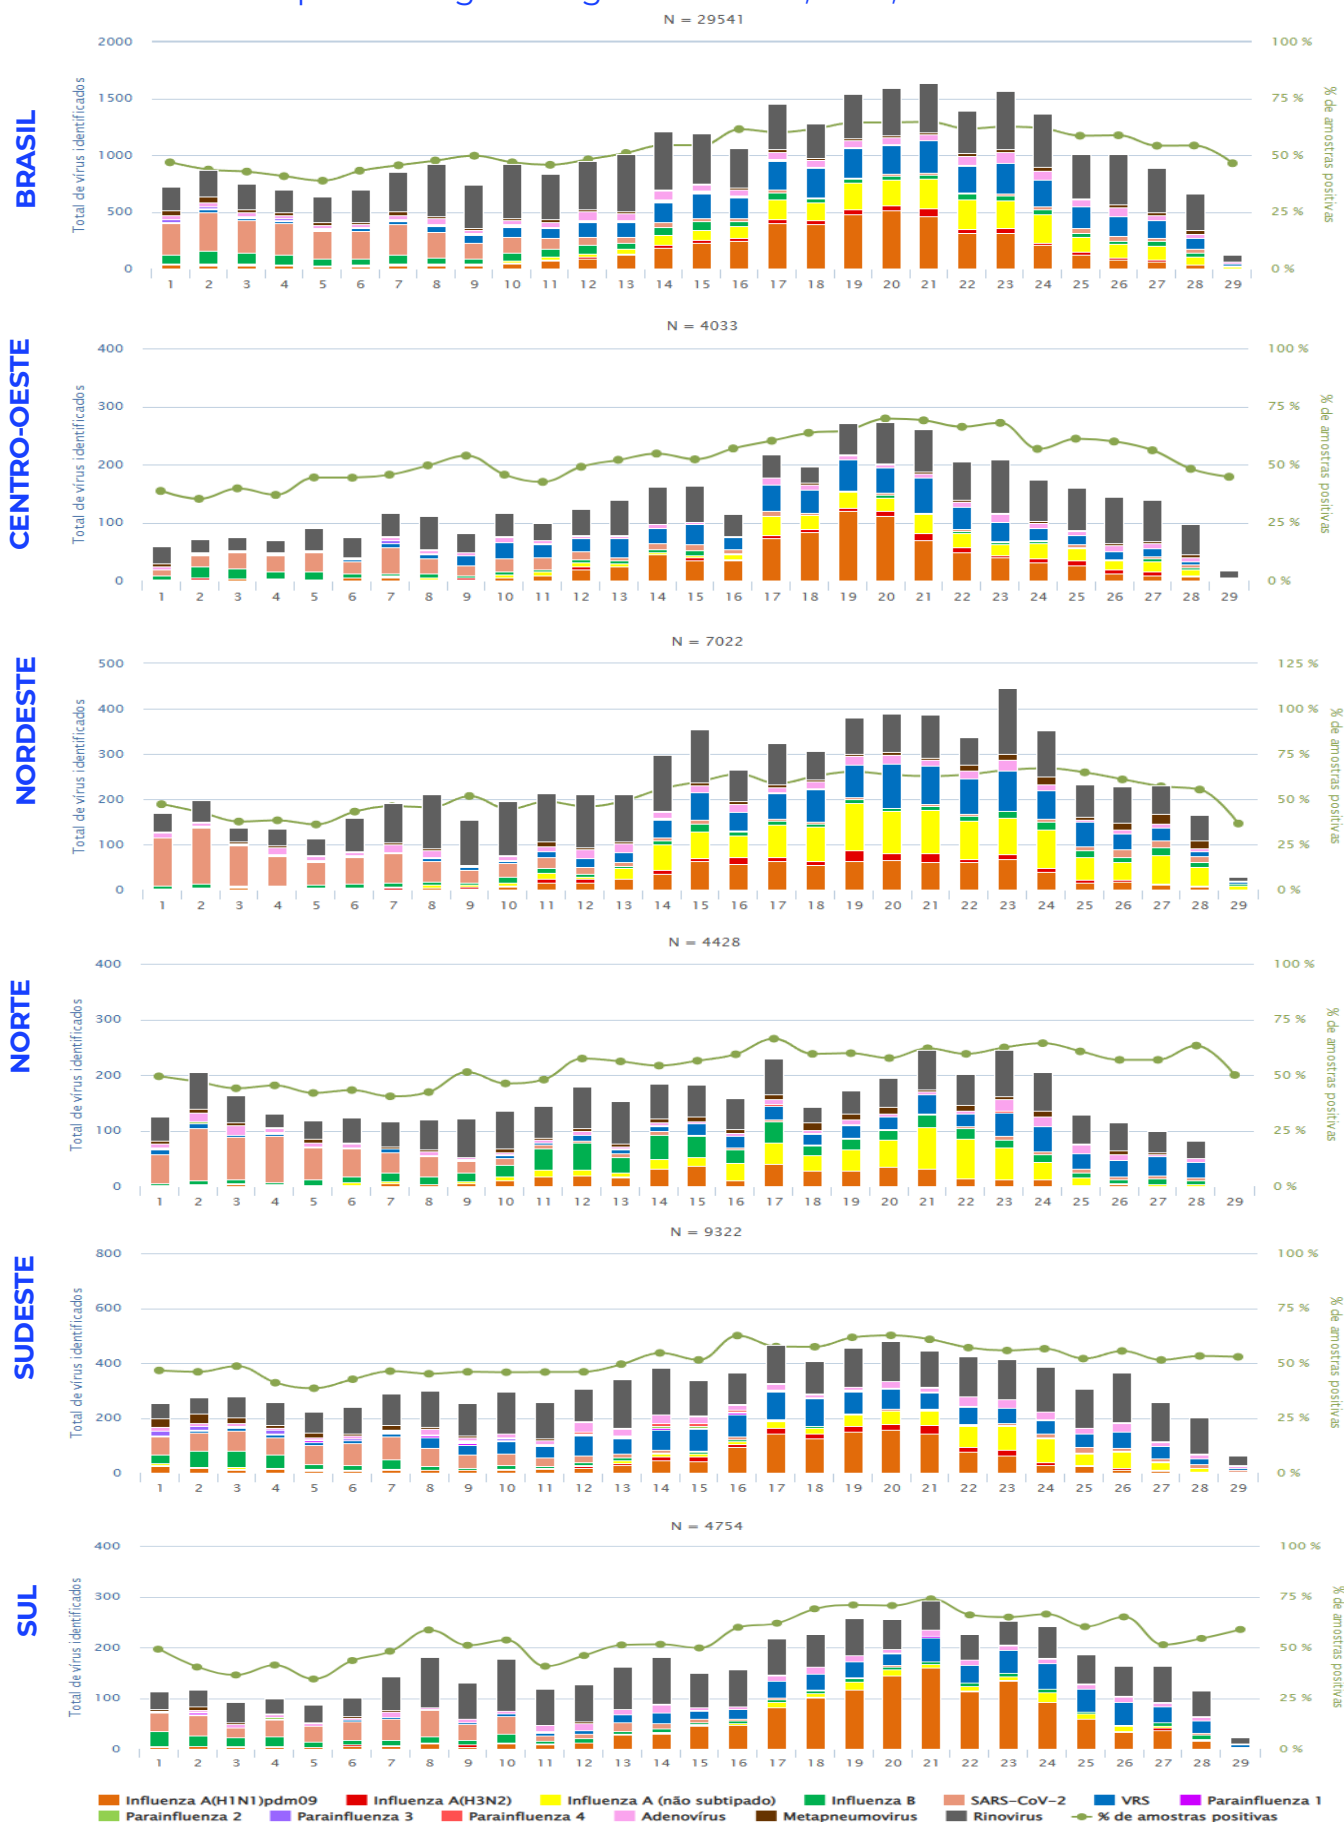 N = 29541
BRASIL
Total de vírus identificados
% de amostras positivas
2000
1500
1000
500
0
100 %
75 %
50 %
25 %
0 %
1 2 3 4 5 6 7 8 9 10 11 12 13 14 15 16 17 18 19 20 21 22 23 24 25 26 27 28 29
N = 4033
CENTRO-OESTE
Total de vírus identificados
% de amostras positivas
400
300
200
100
0
100 %
75 %
50 %
25 %
0 %
1 2 3 4 5 6 7 8 9 10 11 12 13 14 15 16 17 18 19 20 21 22 23 24 25 26 27 28 29
N = 7022
NORDESTE
Total de vírus identificados
% de amostras positivas
500
400
300
200
100
0
125 %
100 %
75 %
50 %
25 %
0 %
1 2 3 4 5 6 7 8 9 10 11 12 13 14 15 16 17 18 19 20 21 22 23 24 25 26 27 28 29
N = 4428
NORTE
Total de vírus identificados
% de amostras positivas
400
300
200
100
0
100 %
75 %
50 %
25 %
0 %
1 2 3 4 5 6 7 8 9 10 11 12 13 14 15 16 17 18 19 20 21 22 23 24 25 26 27 28 29
N = 9322
SUDESTE
Total de vírus identificados
% de amostras positivas
800
600
400
200
0
100 %
75 %
50 %
25 %
0 %
1 2 3 4 5 6 7 8 9 10 11 12 13 14 15 16 17 18 19 20 21 22 23 24 25 26 27 28 29
N = 4754
SUL
Total de vírus identificados
% de amostras positivas
400
300
200
100
0
100 %
75 %
50 %
25 %
0 %
1 2 3 4 5 6 7 8 9 10 11 12 13 14 15 16 17 18 19 20 21 22 23 24 25 26 27 28 29
Influenza A(H1N1)pdm09 Influenza A(H3N2) Influenza A (não subtipado) Influenza B SARS-CoV-2 VRS Parainfluenza 1
Parainfluenza 2 Parainfluenza 3 Parainfluenza 4 Adenovírus Metapneumovirus Rinovirus % de amostras positivas